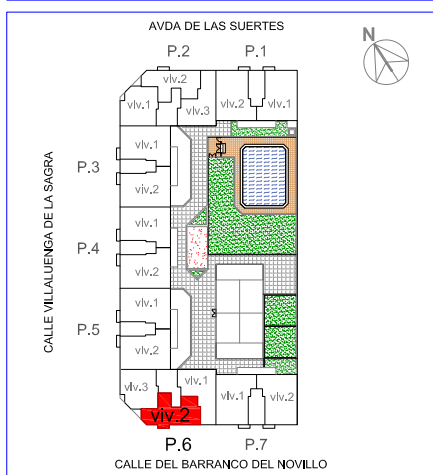 AVDA DE LAS SUERTES
N
P.2
P.1
viv.2
viv.1
viv.3
viv.2
viv.1
viv.1
P.3
viv.2
viv.1
P.4
viv.2
CALLE VILLALUENGA DE LA SAGRA
viv.1
P.5
viv.2
viv.3
viv.1
viv.2
viv.1
viv.2
P.6
P.7
CALLE DEL BARRANCO DEL NOVILLO